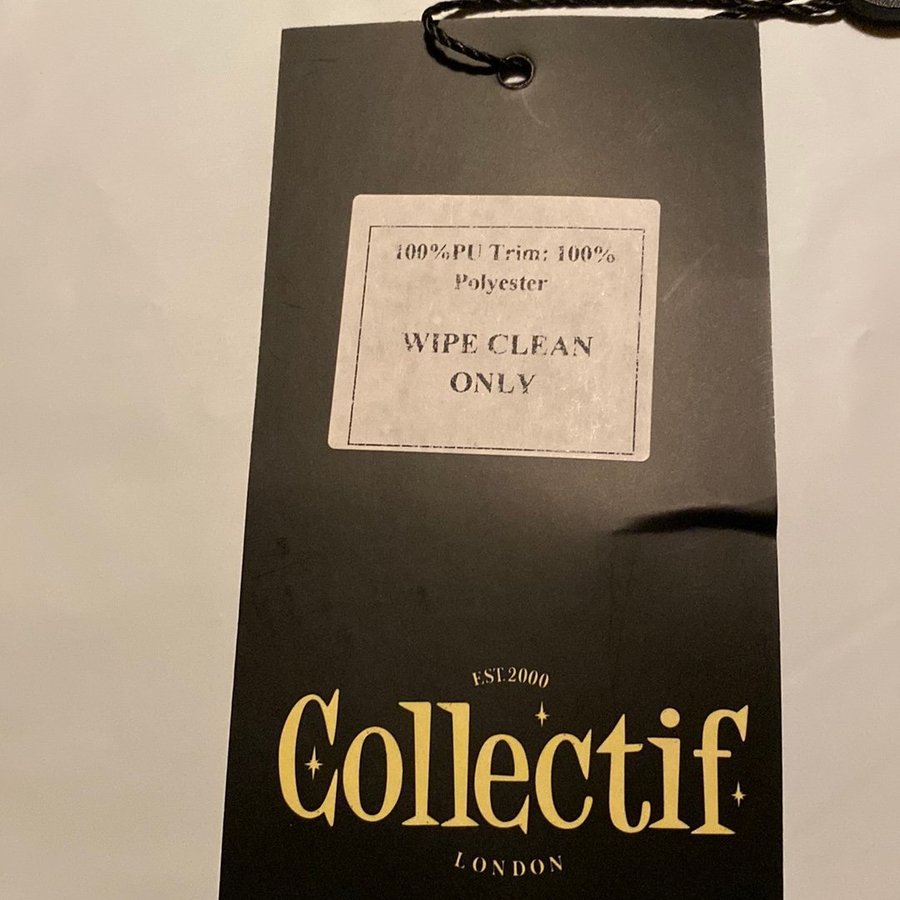 100%PU Trim: 100%
Polyester
WIPE CLEAN
ONLY
EST.2000
Collectif
LONDON